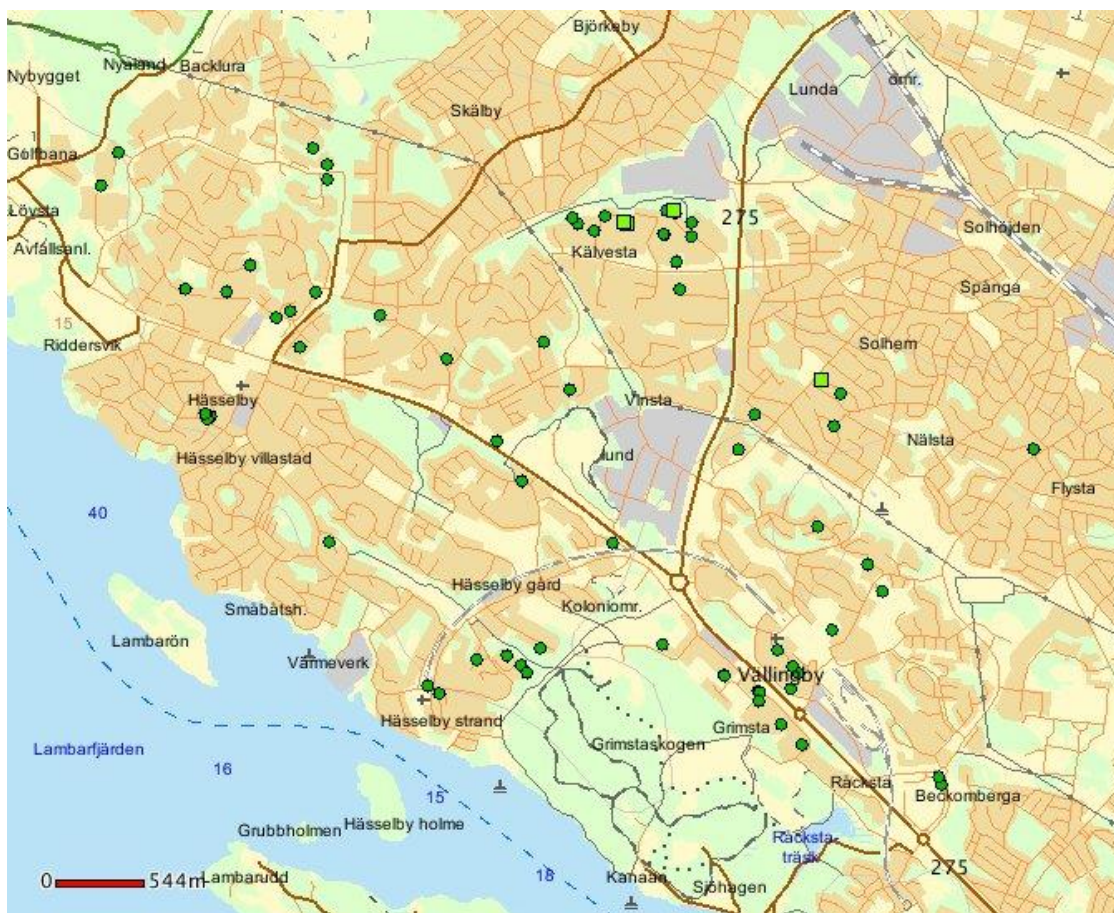 Björkeby
Nyaland
Backlura
Nybygget
Lunda
omr.
Skälby
Golfbana
Lövsta
275
Solhöjden
Avfallsanl.
Kälvesta
Spånga
15
Riddersvik
Solhem
Hässelby
Vinsta
Nälsta
Hässelby villastad
lund
Flysta
40
Hässelby gård
Småbåtsh.
Koloniomr.
Lambarön
Värmeverk
Vällingby
Hässelby strand
Grimsta
Lambarfjärden
Grimstaskogen
16
Råcksta
15
Beckomberga
Hässelby holme
Grubbholmen
Råcksta
träsk
275
0 544m
Lambarudd
18
Kanaan
Sjöhagen